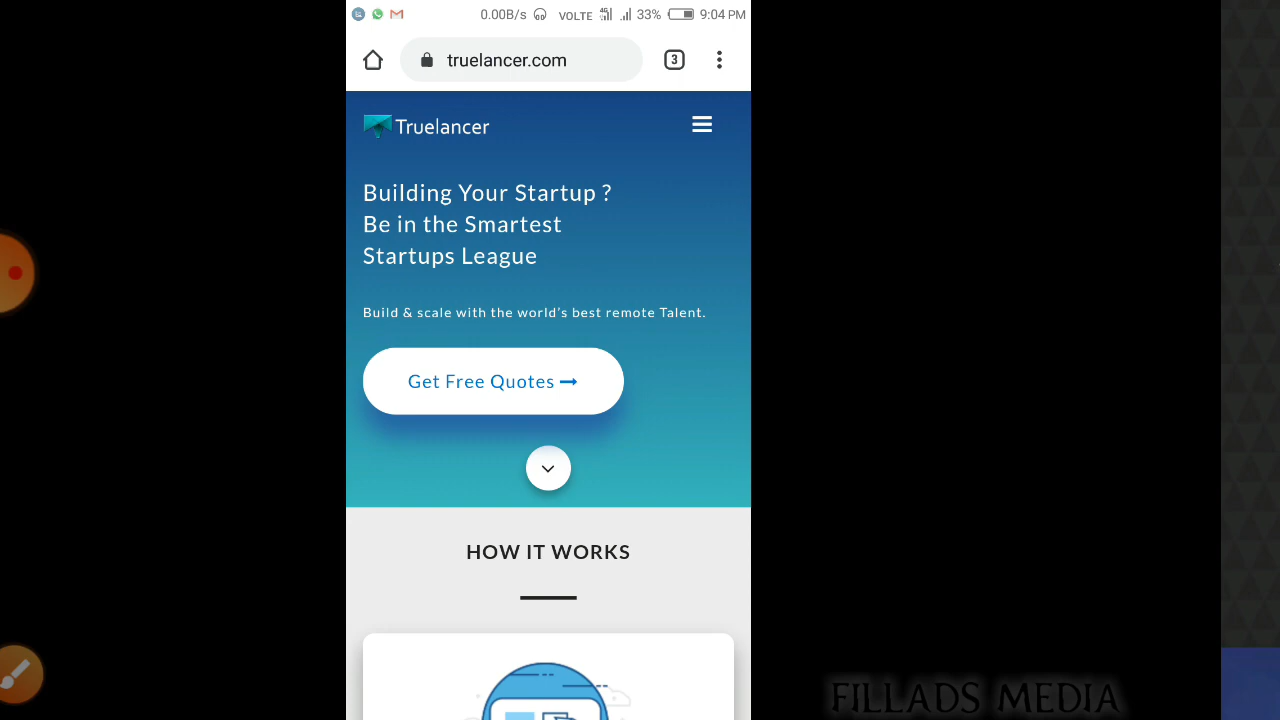 0.00B/s VOLTE 4G 33% 9:04 PM
truelancer.com 3
Truelancer
Building Your Startup ?
Be in the Smartest
Startups League
Build & scale with the world's best remote Talent.
Get Free Quotes
HOW IT WORKS
FILLADS MEDIA